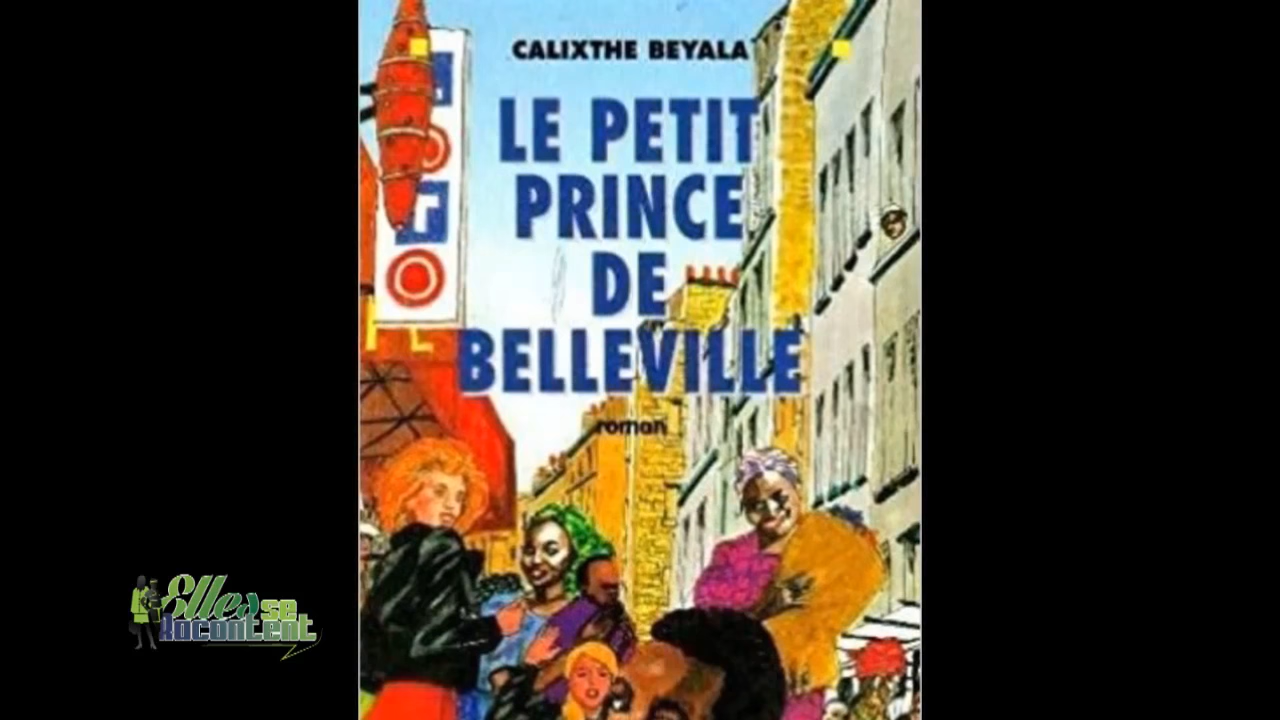 CALIXTHE BEYALA
LE PETIT
PRINCE
DE
BELLEVILLE
roman
Elles se
Racontent